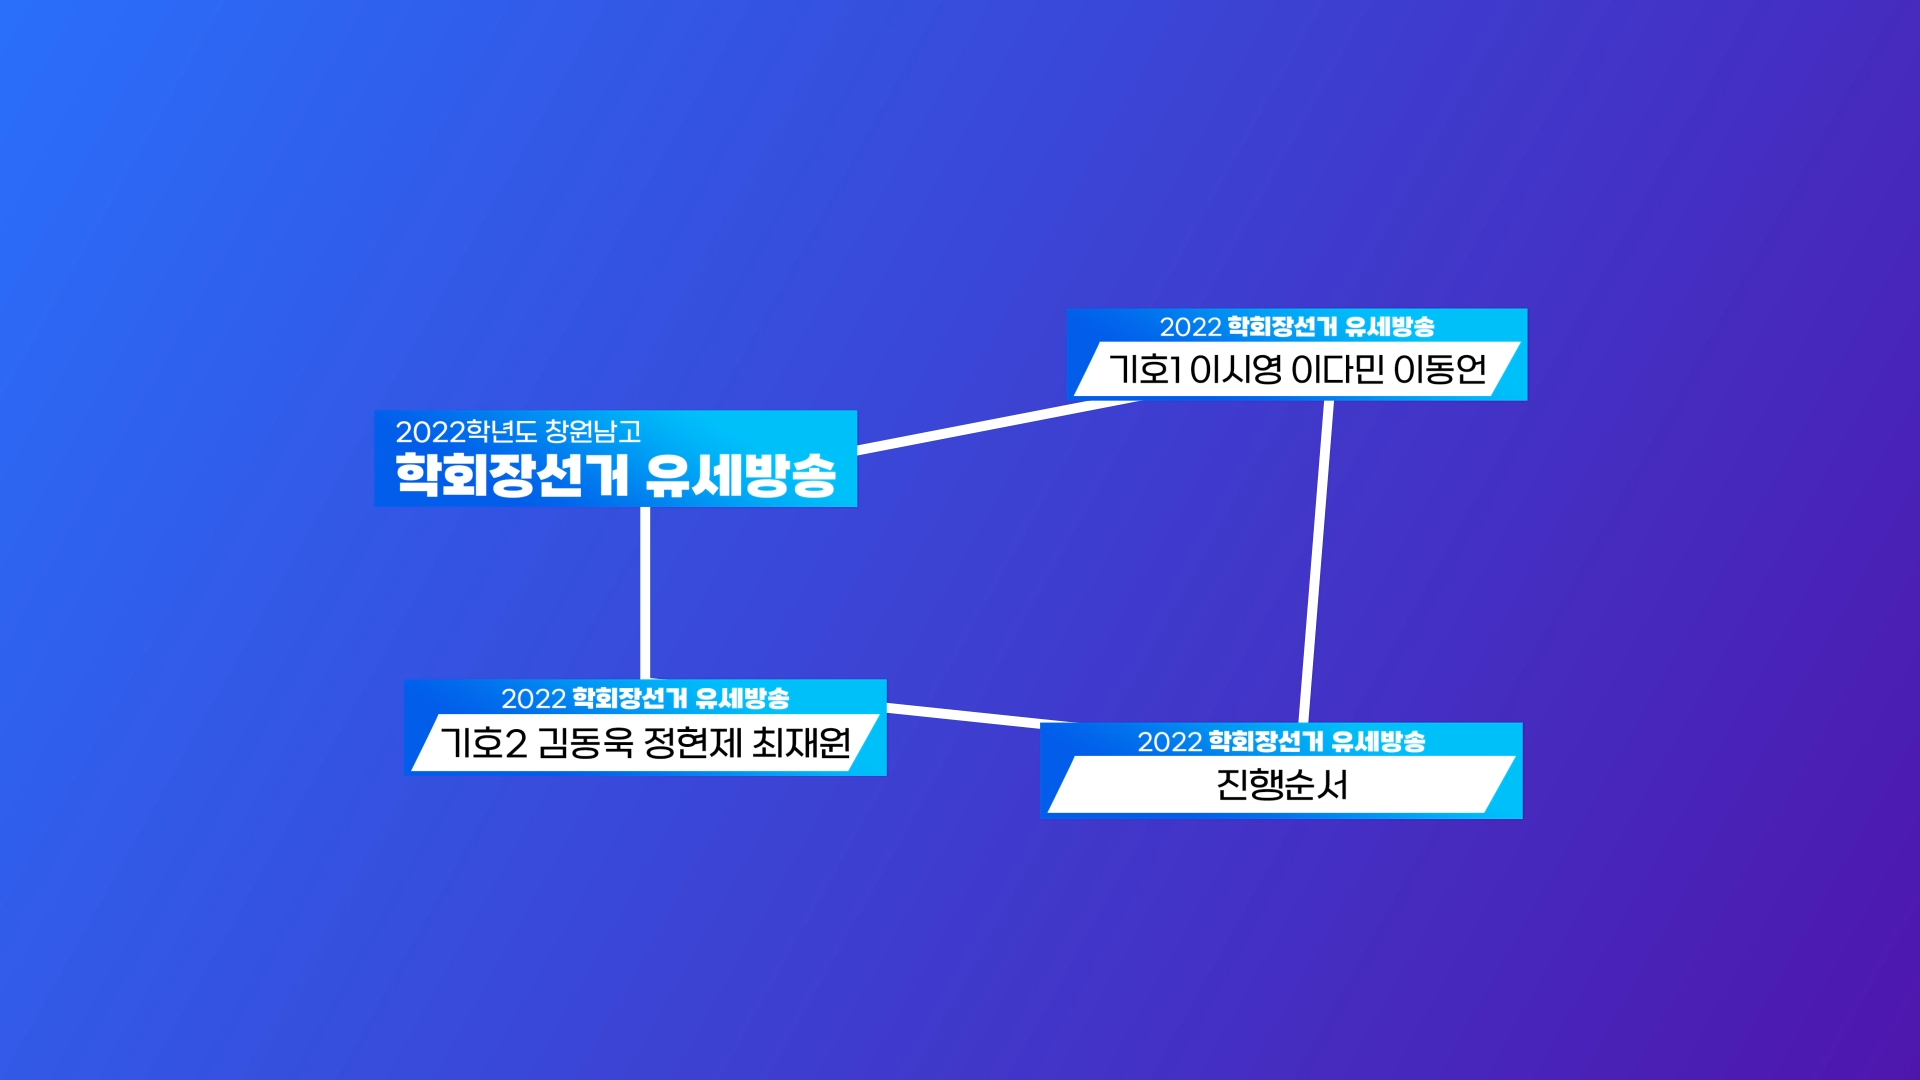 2022학년도 창원남고
학회장선거 유세방송
2022 학회장선거 유세방송
기호1 이시영 이다민 이동언
2022 학회장선거 유세방송
기호2 김동욱 정현제 최재원
2022 학회장선거 유세방송
진행순서